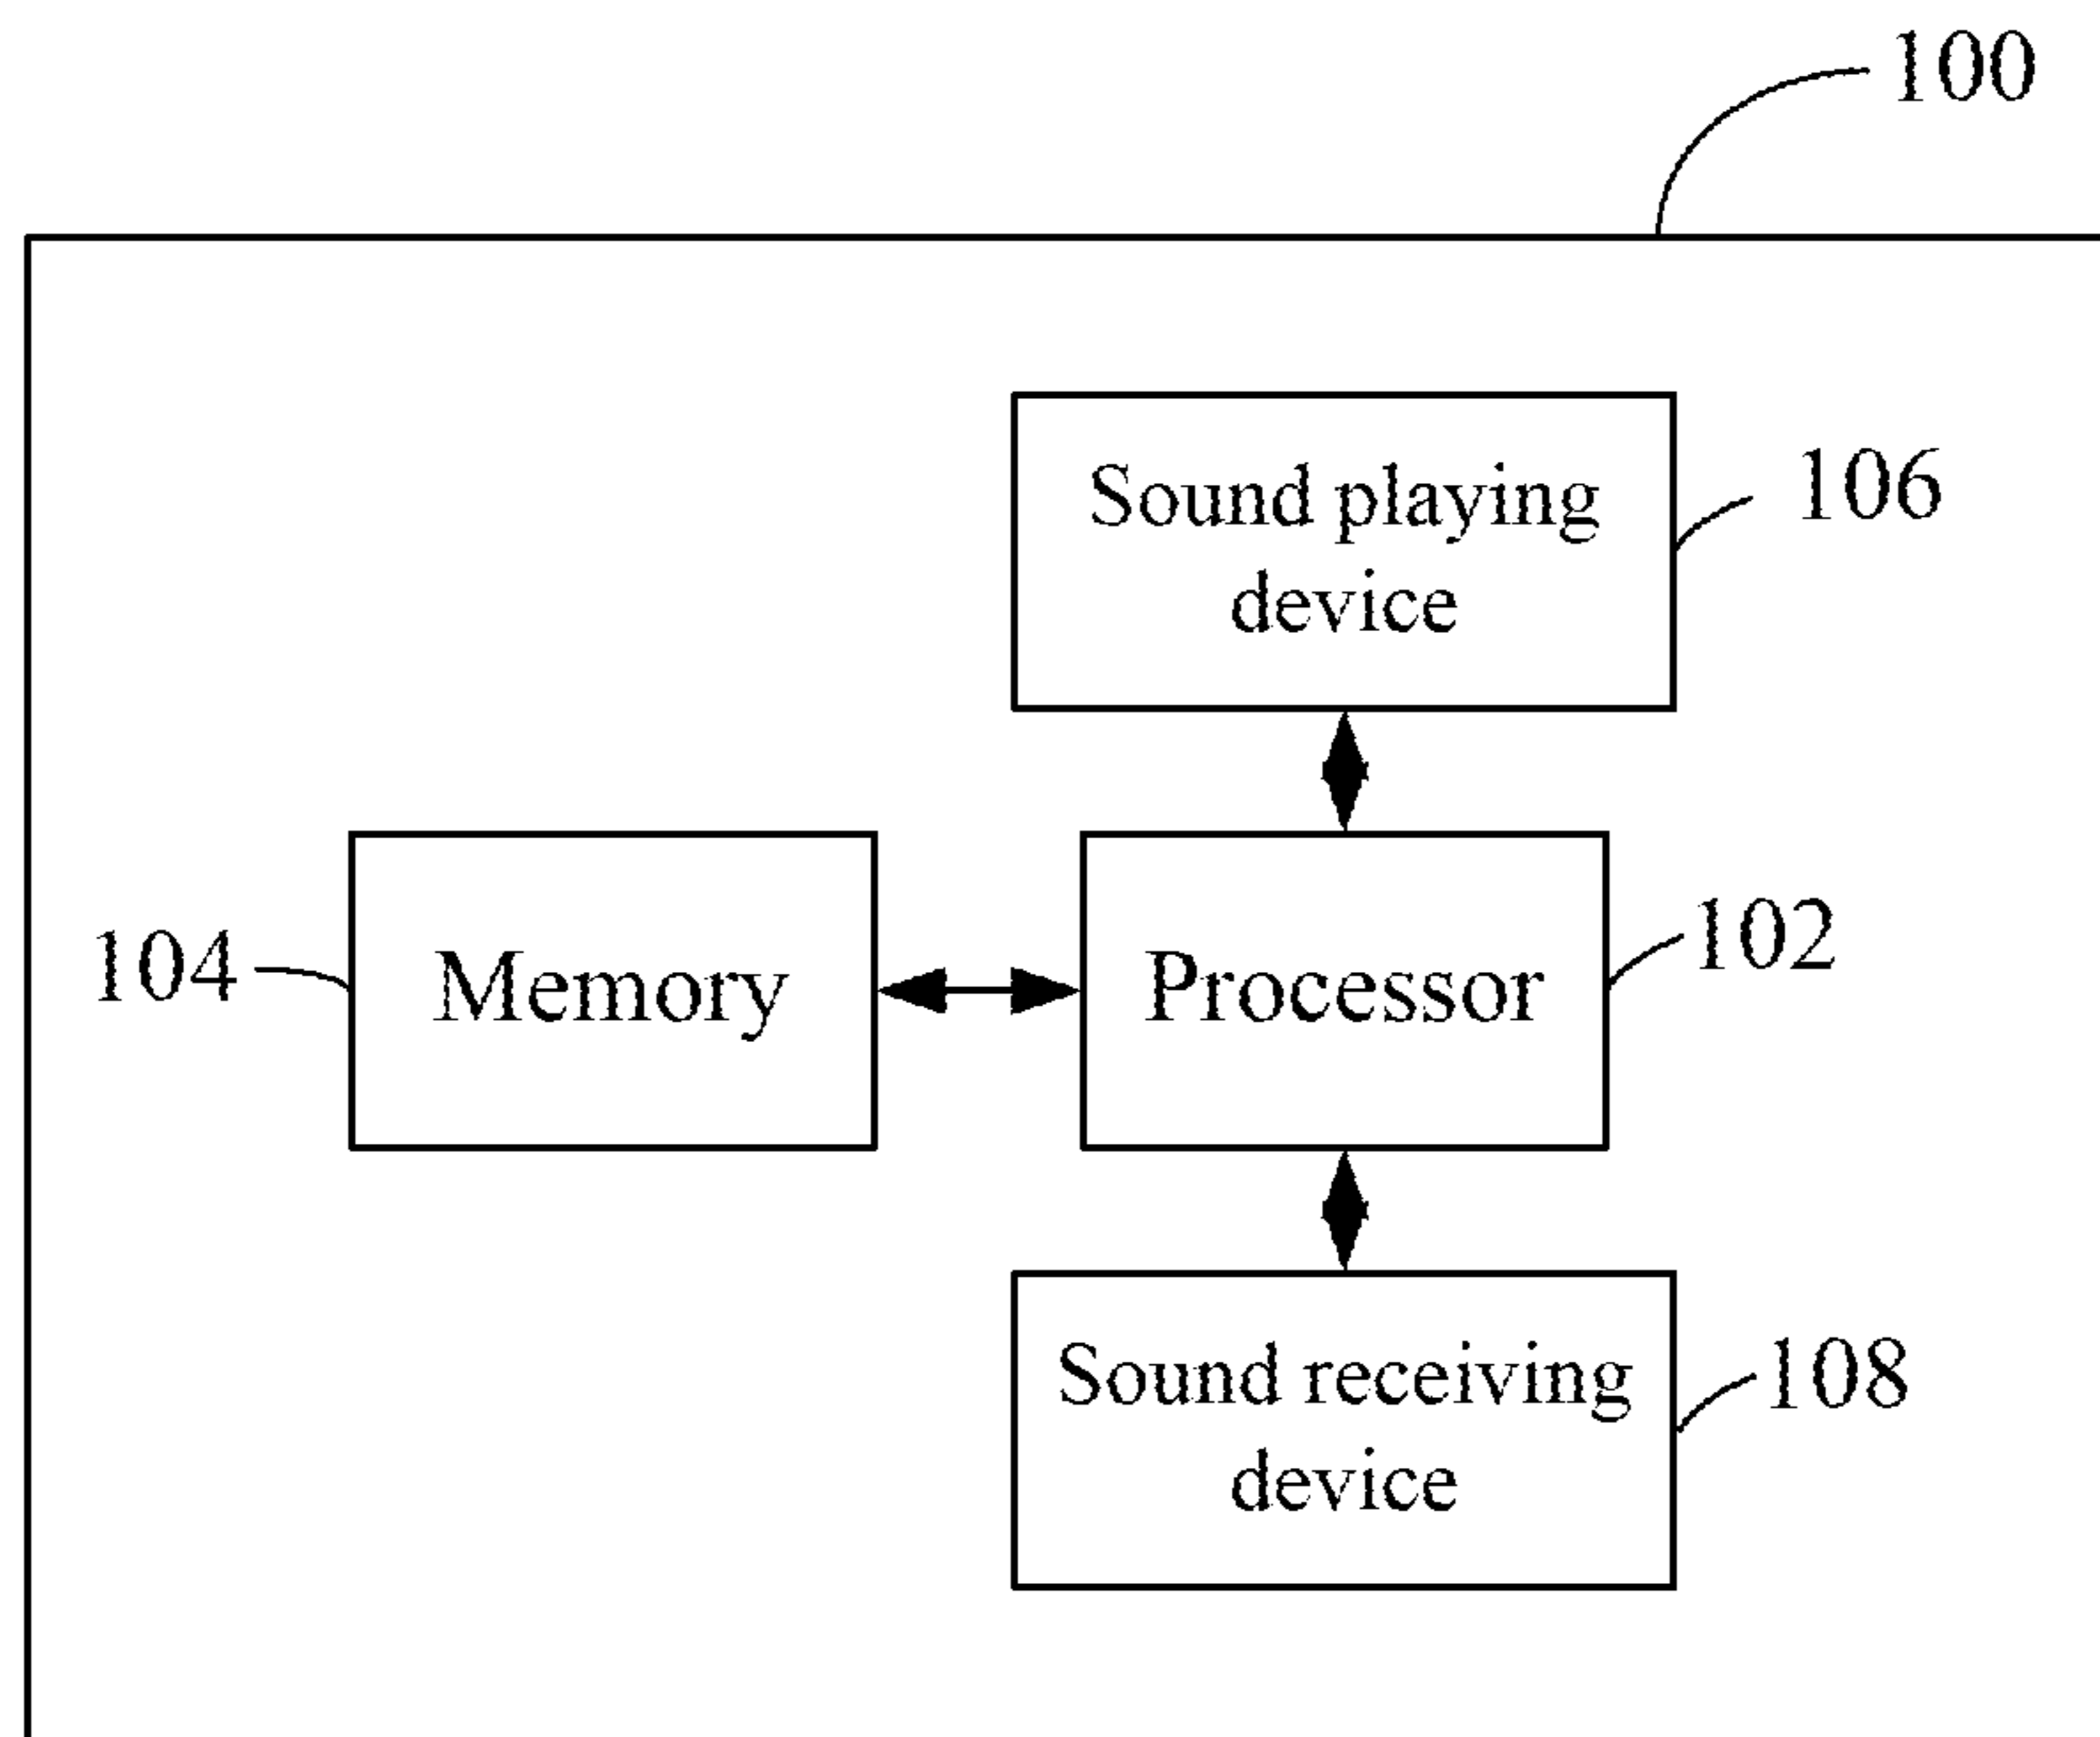 100
Sound playing
device
106
104
Memory
Processor
102
Sound receiving
device
108